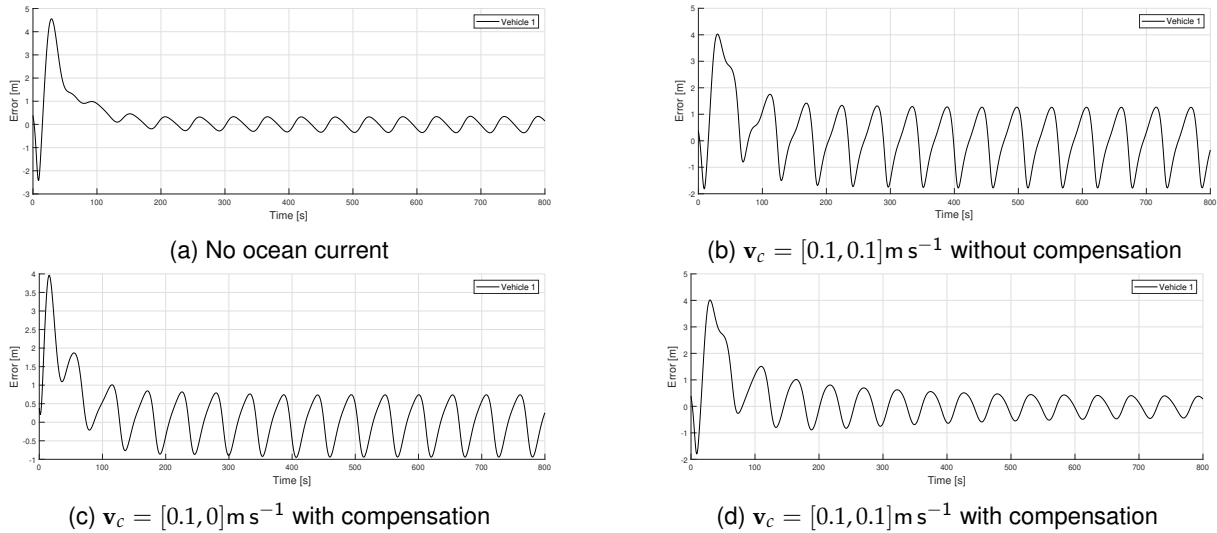 5
4
3
2
1
0
-1
-2
-3
Error [m]
0 100 200 300 400 500 600 700 800
Time [s]
Vehicle 1
(a) No ocean current
5
4
3
2
1
0
-1
-2
Error [m]
0 100 200 300 400 500 600 700 800
Time [s]
Vehicle 1
(b) v_c = [0.1, 0.1]m s⁻¹ without compensation
4
3.5
3
2.5
2
1.5
1
0.5
0
-0.5
-1
Error [m]
0 100 200 300 400 500 600 700 800
Time [s]
Vehicle 1
(c) v_c = [0.1, 0]m s⁻¹ with compensation
5
4
3
2
1
0
-1
-2
Error [m]
0 100 200 300 400 500 600 700 800
Time [s]
Vehicle 1
(d) v_c = [0.1, 0.1]m s⁻¹ with compensation